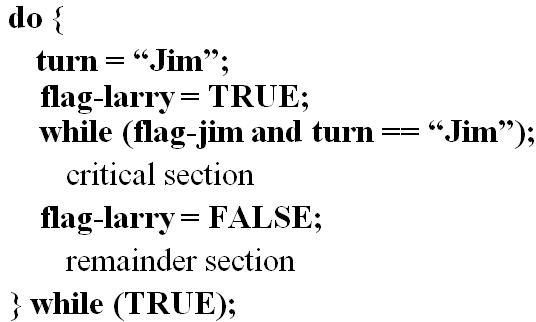 do {
turn = “Jim”;
flag-larry = TRUE;
while (flag-jim and turn == “Jim”);
critical section
flag-larry = FALSE;
remainder section
} while (TRUE);